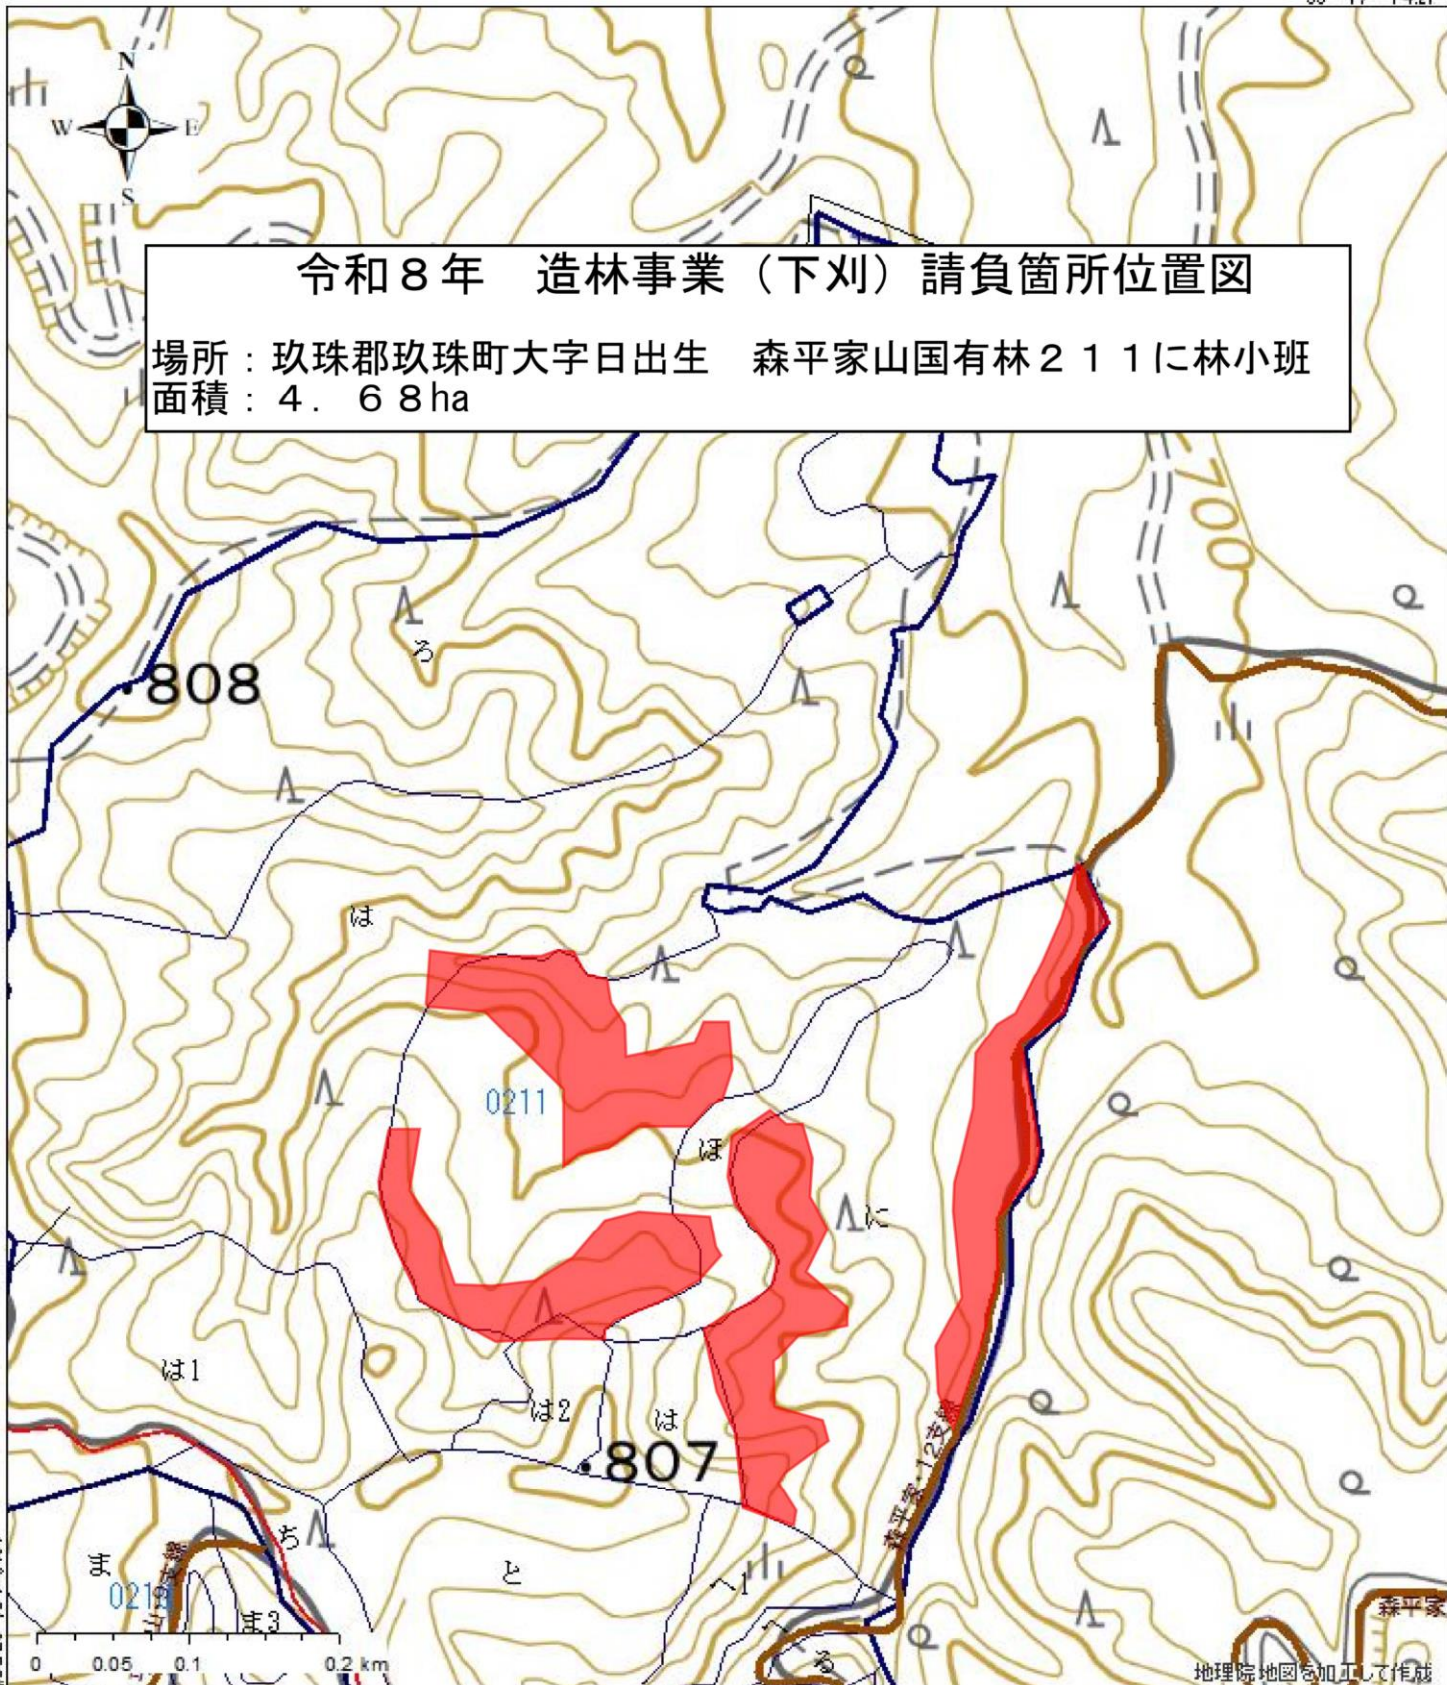 N
W E
S
令和８年　造林事業（下刈）請負箇所位置図
場所：玖珠郡玖珠町大字日出生　森平家山国有林２１１に林小班
面積：４．６８ha
700
ろ
808
は
0211
ほ
に
は1
は2
は
807
森平家-12支線
ち
ま
と
へ1
ま3
森平家
へ
る
0 0.05 0.1 0.2 km
地理院地図を加工して作成